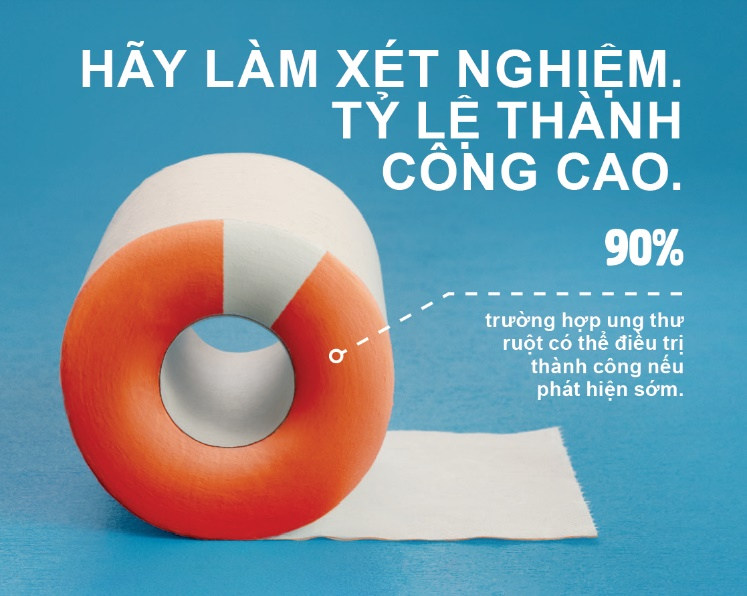 HÃY LÀM XÉT NGHIỆM.
TỶ LỆ THÀNH
CÔNG CAO.
90%
trường hợp ung thư
ruột có thể điều trị
thành công nếu
phát hiện sớm.